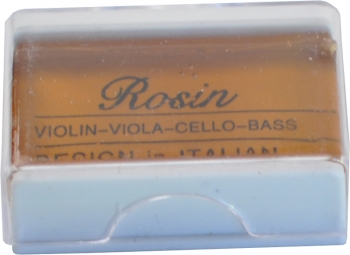 Rosin
VIOLIN-VIOLA-CELLO-BASS
DESIGN in ITALIAN